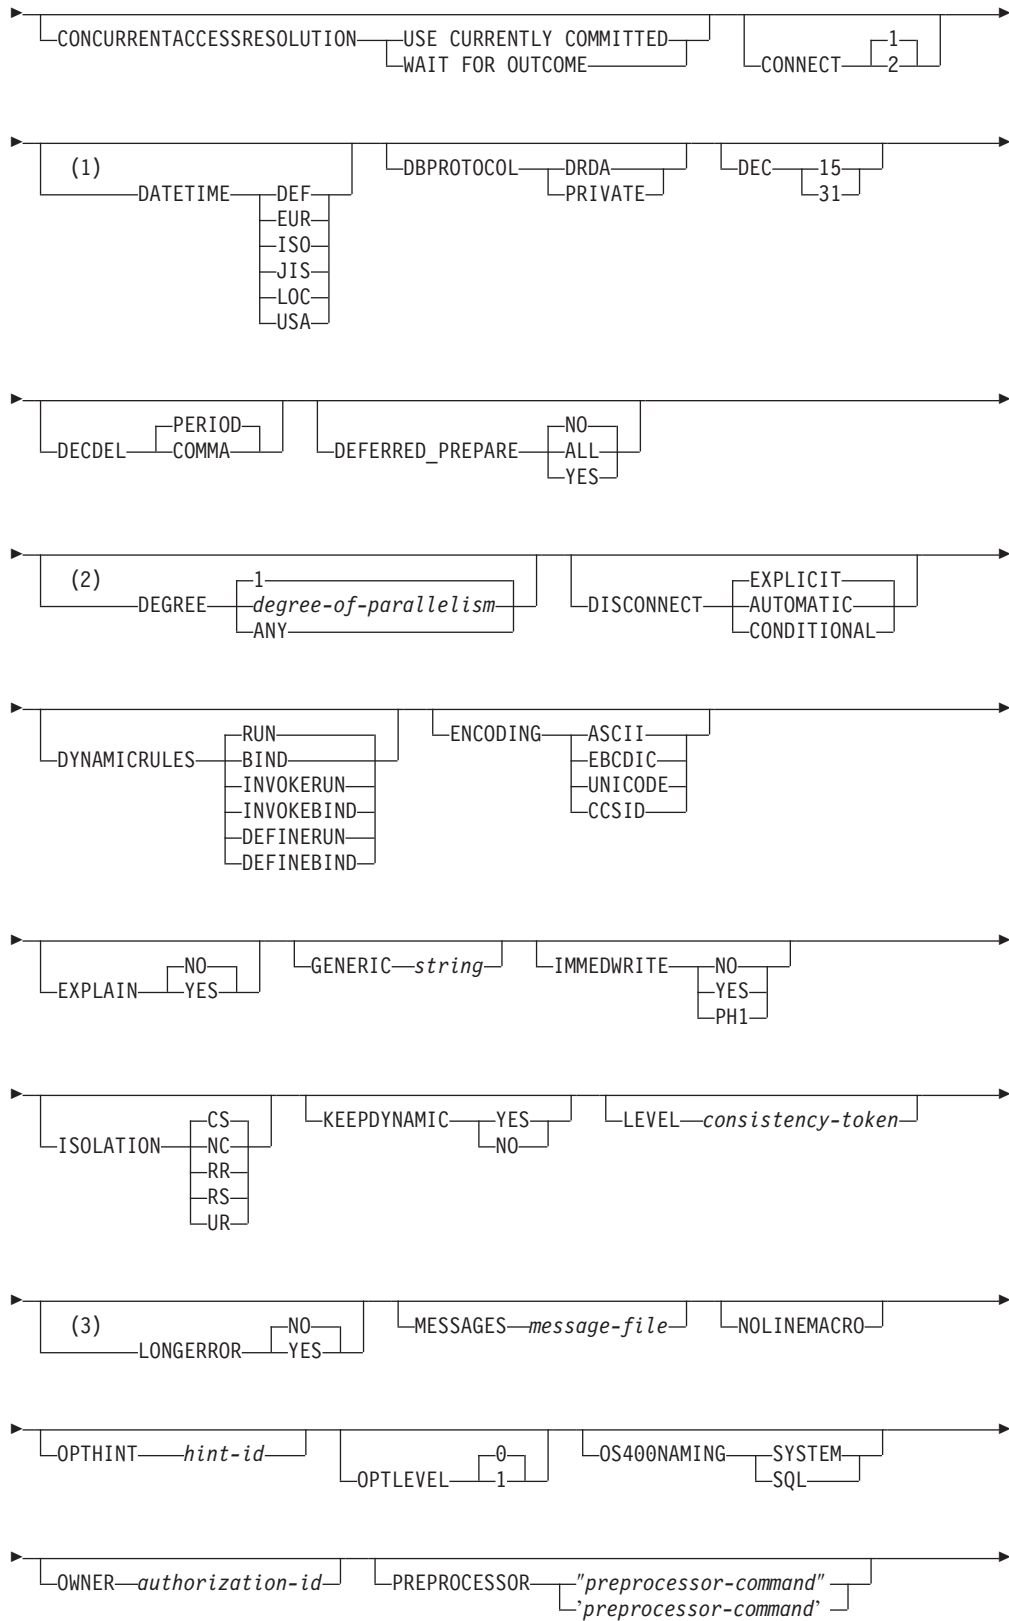 CONCURRENTACCESSRESOLUTION USE CURRENTLY COMMITTED
WAIT FOR OUTCOME
CONNECT 1
2
(1)
DATETIME DEF
EUR
ISO
JIS
LOC
USA
DBPROTOCOL DRDA
PRIVATE
DEC 15
31
DECDEL PERIOD
COMMA
DEFERRED_PREPARE NO
ALL
YES
(2)
DEGREE 1
degree-of-parallelism
ANY
DISCONNECT EXPLICIT
AUTOMATIC
CONDITIONAL
DYNAMICRULES RUN
BIND
INVOKERUN
INVOKEBIND
DEFINERUN
DEFINEBIND
ENCODING ASCII
EBCDIC
UNICODE
CCSID
EXPLAIN NO
YES
GENERIC string
IMMEDWRITE NO
YES
PH1
ISOLATION CS
NC
RR
RS
UR
KEEPDYNAMIC YES
NO
LEVEL consistency-token
(3)
LONGERROR NO
YES
MESSAGES message-file
NOLINEMACRO
OPTHINT hint-id
OPTLEVEL 0
1
OS400NAMING SYSTEM
SQL
OWNER authorization-id
PREPROCESSOR "preprocessor-command"
'preprocessor-command'